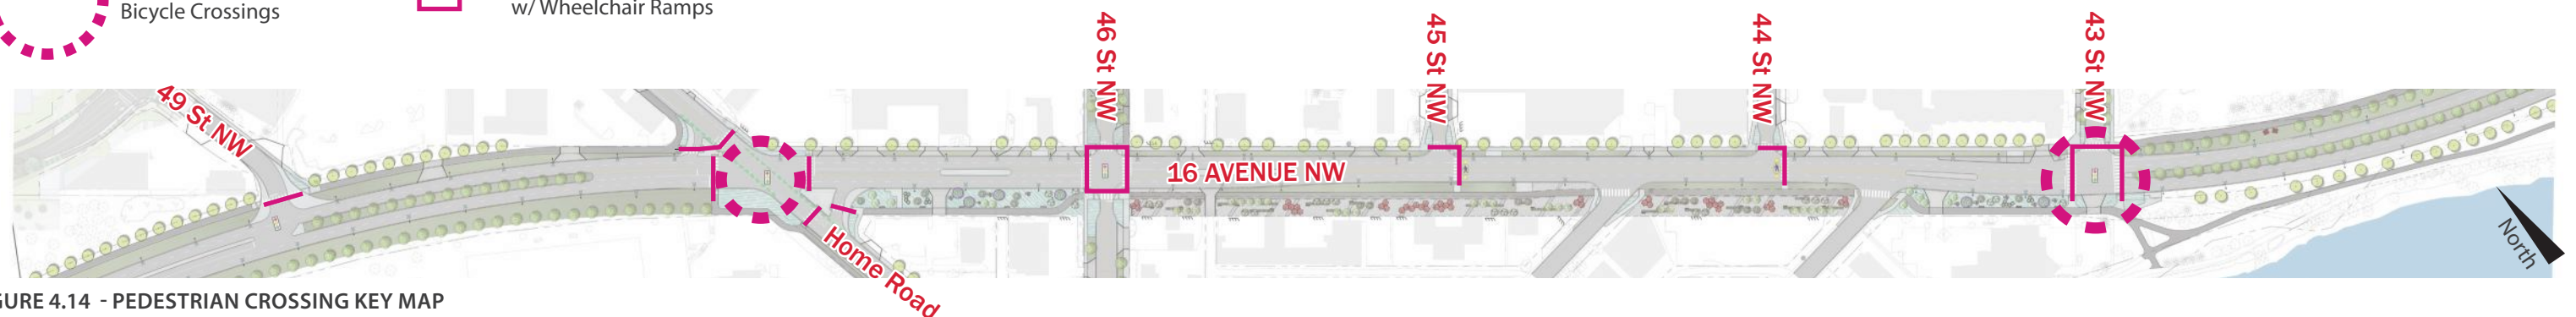 Bicycle Crossings
w/ Wheelchair Ramps
49 St NW
46 St NW
45 St NW
44 St NW
43 St NW
16 AVENUE NW
Home Road
North
GURE 4.14 - PEDESTRIAN CROSSING KEY MAP